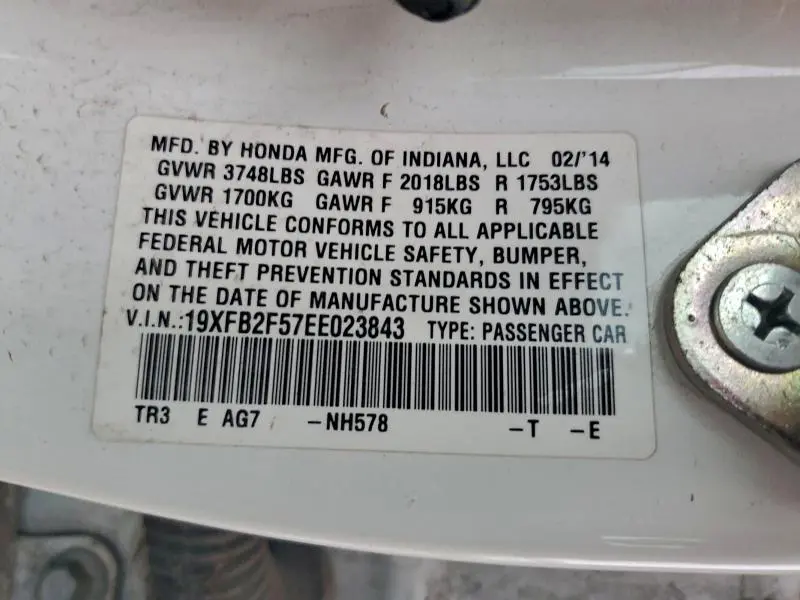 MFD. BY HONDA MFG. OF INDIANA, LLC 02/'14
GVWR 3748LBS GAWR F 2018LBS R 1753LBS
GVWR 1700KG GAWR F 915KG R 795KG
THIS VEHICLE CONFORMS TO ALL APPLICABLE
FEDERAL MOTOR VEHICLE SAFETY, BUMPER,
AND THEFT PREVENTION STANDARDS IN EFFECT
ON THE DATE OF MANUFACTURE SHOWN ABOVE.
V.I.N.:19XFB2F57EE023843 TYPE: PASSENGER CAR
TR3 E AG7 -NH578 -T -E